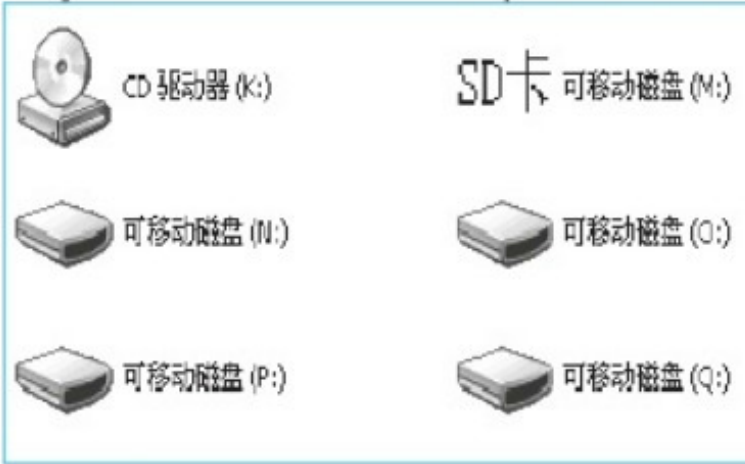 CD 驱动器 (K:)
SD卡 可移动磁盘 (M:)
可移动磁盘 (N:)
可移动磁盘 (O:)
可移动磁盘 (P:)
可移动磁盘 (Q:)